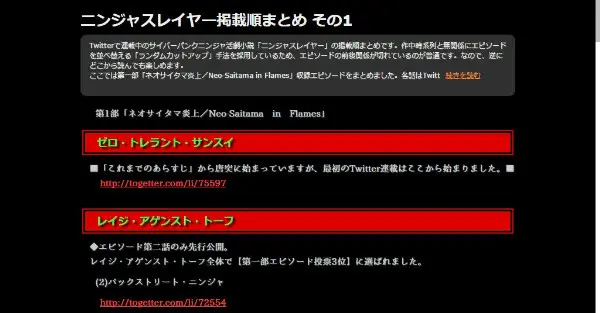 ニンジャスレイヤー掲載順まとめ その1
Twitterで連載中のサイバーパンクニンジャ活劇小説「ニンジャスレイヤー」の掲載順まとめです。作中時系列と無関係にエピソード
を並べ替える「ランダムカットアップ」手法を採用しているため、エピソードの前後関係が切れているのが普通です。なので、逆に
どこから読んでも楽しめます。
ここでは第一部「ネオサイタマ炎上／Neo-Saitama in Flames」収録エピソードをまとめました。各話はTwitt 続きを読む
第1部「ネオサイタマ炎上／Neo-Saitama in Flames」
ゼロ・トレラント・サンスイ
■「これまでのあらすじ」から唐突に始まっていますが、最初のTwitter連載はここから始まりました。■
http://togetter.com/li/75597
レイジ・アゲンスト・トーフ
◆エピソード第二話のみ先行公開。
レイジ・アゲンスト・トーフ全体で【第一部エピソード投票3位】に選ばれました。
(2)バックストリート・ニンジャ
http://togetter.com/li/72554